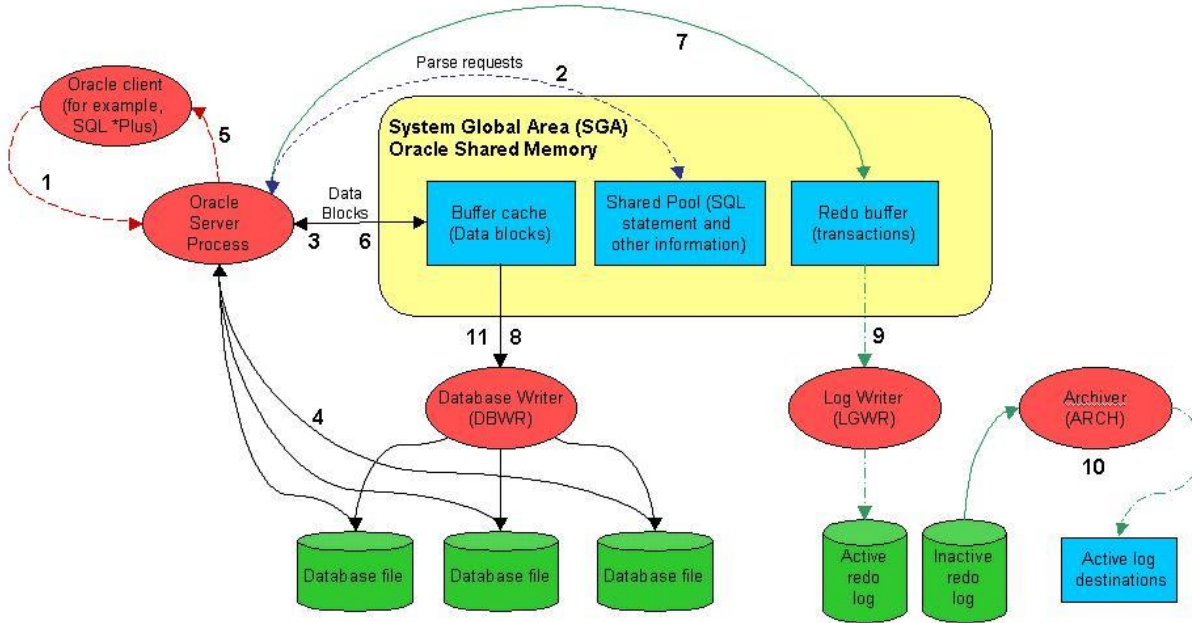 7
Parse requests
2
Oracle client
(for example,
SQL *Plus)
5
1
System Global Area (SGA)
Oracle Shared Memory
Oracle
Server
Process
Data
Blocks
3
6
Buffer cache
(Data blocks)
Shared Pool (SQL
statement and
other information)
Redo buffer
(transactions)
11
8
9
Database Writer
(DBWR)
Log Writer
(LGWR)
Archiver
(ARCH)
4
10
Database file
Database file
Database file
Active
redo
log
Inactive
redo
log
Active log
destinations